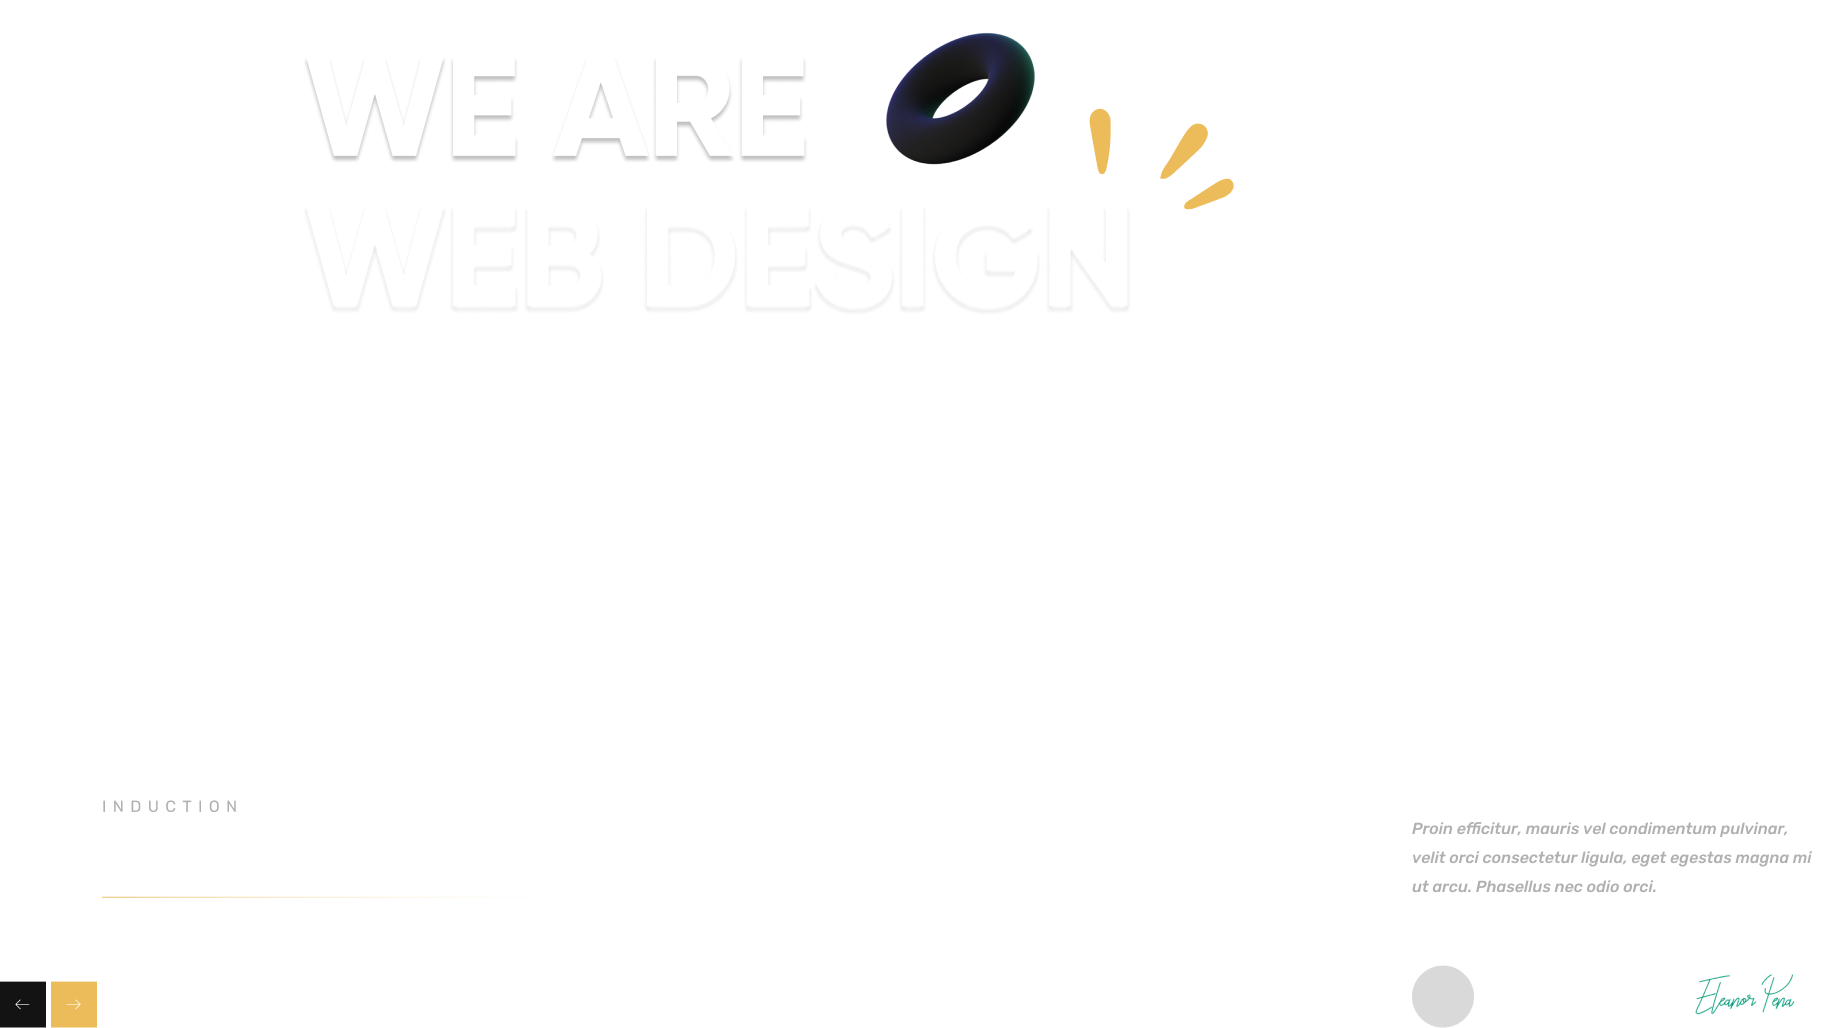 WE ARE
WEB DESIGN
INDUCTION
Proin efficitur, mauris vel condimentum pulvinar,
velit orci consectetur ligula, eget egestas magna mi
ut arcu. Phasellus nec odio orci.
Eleanor Pena